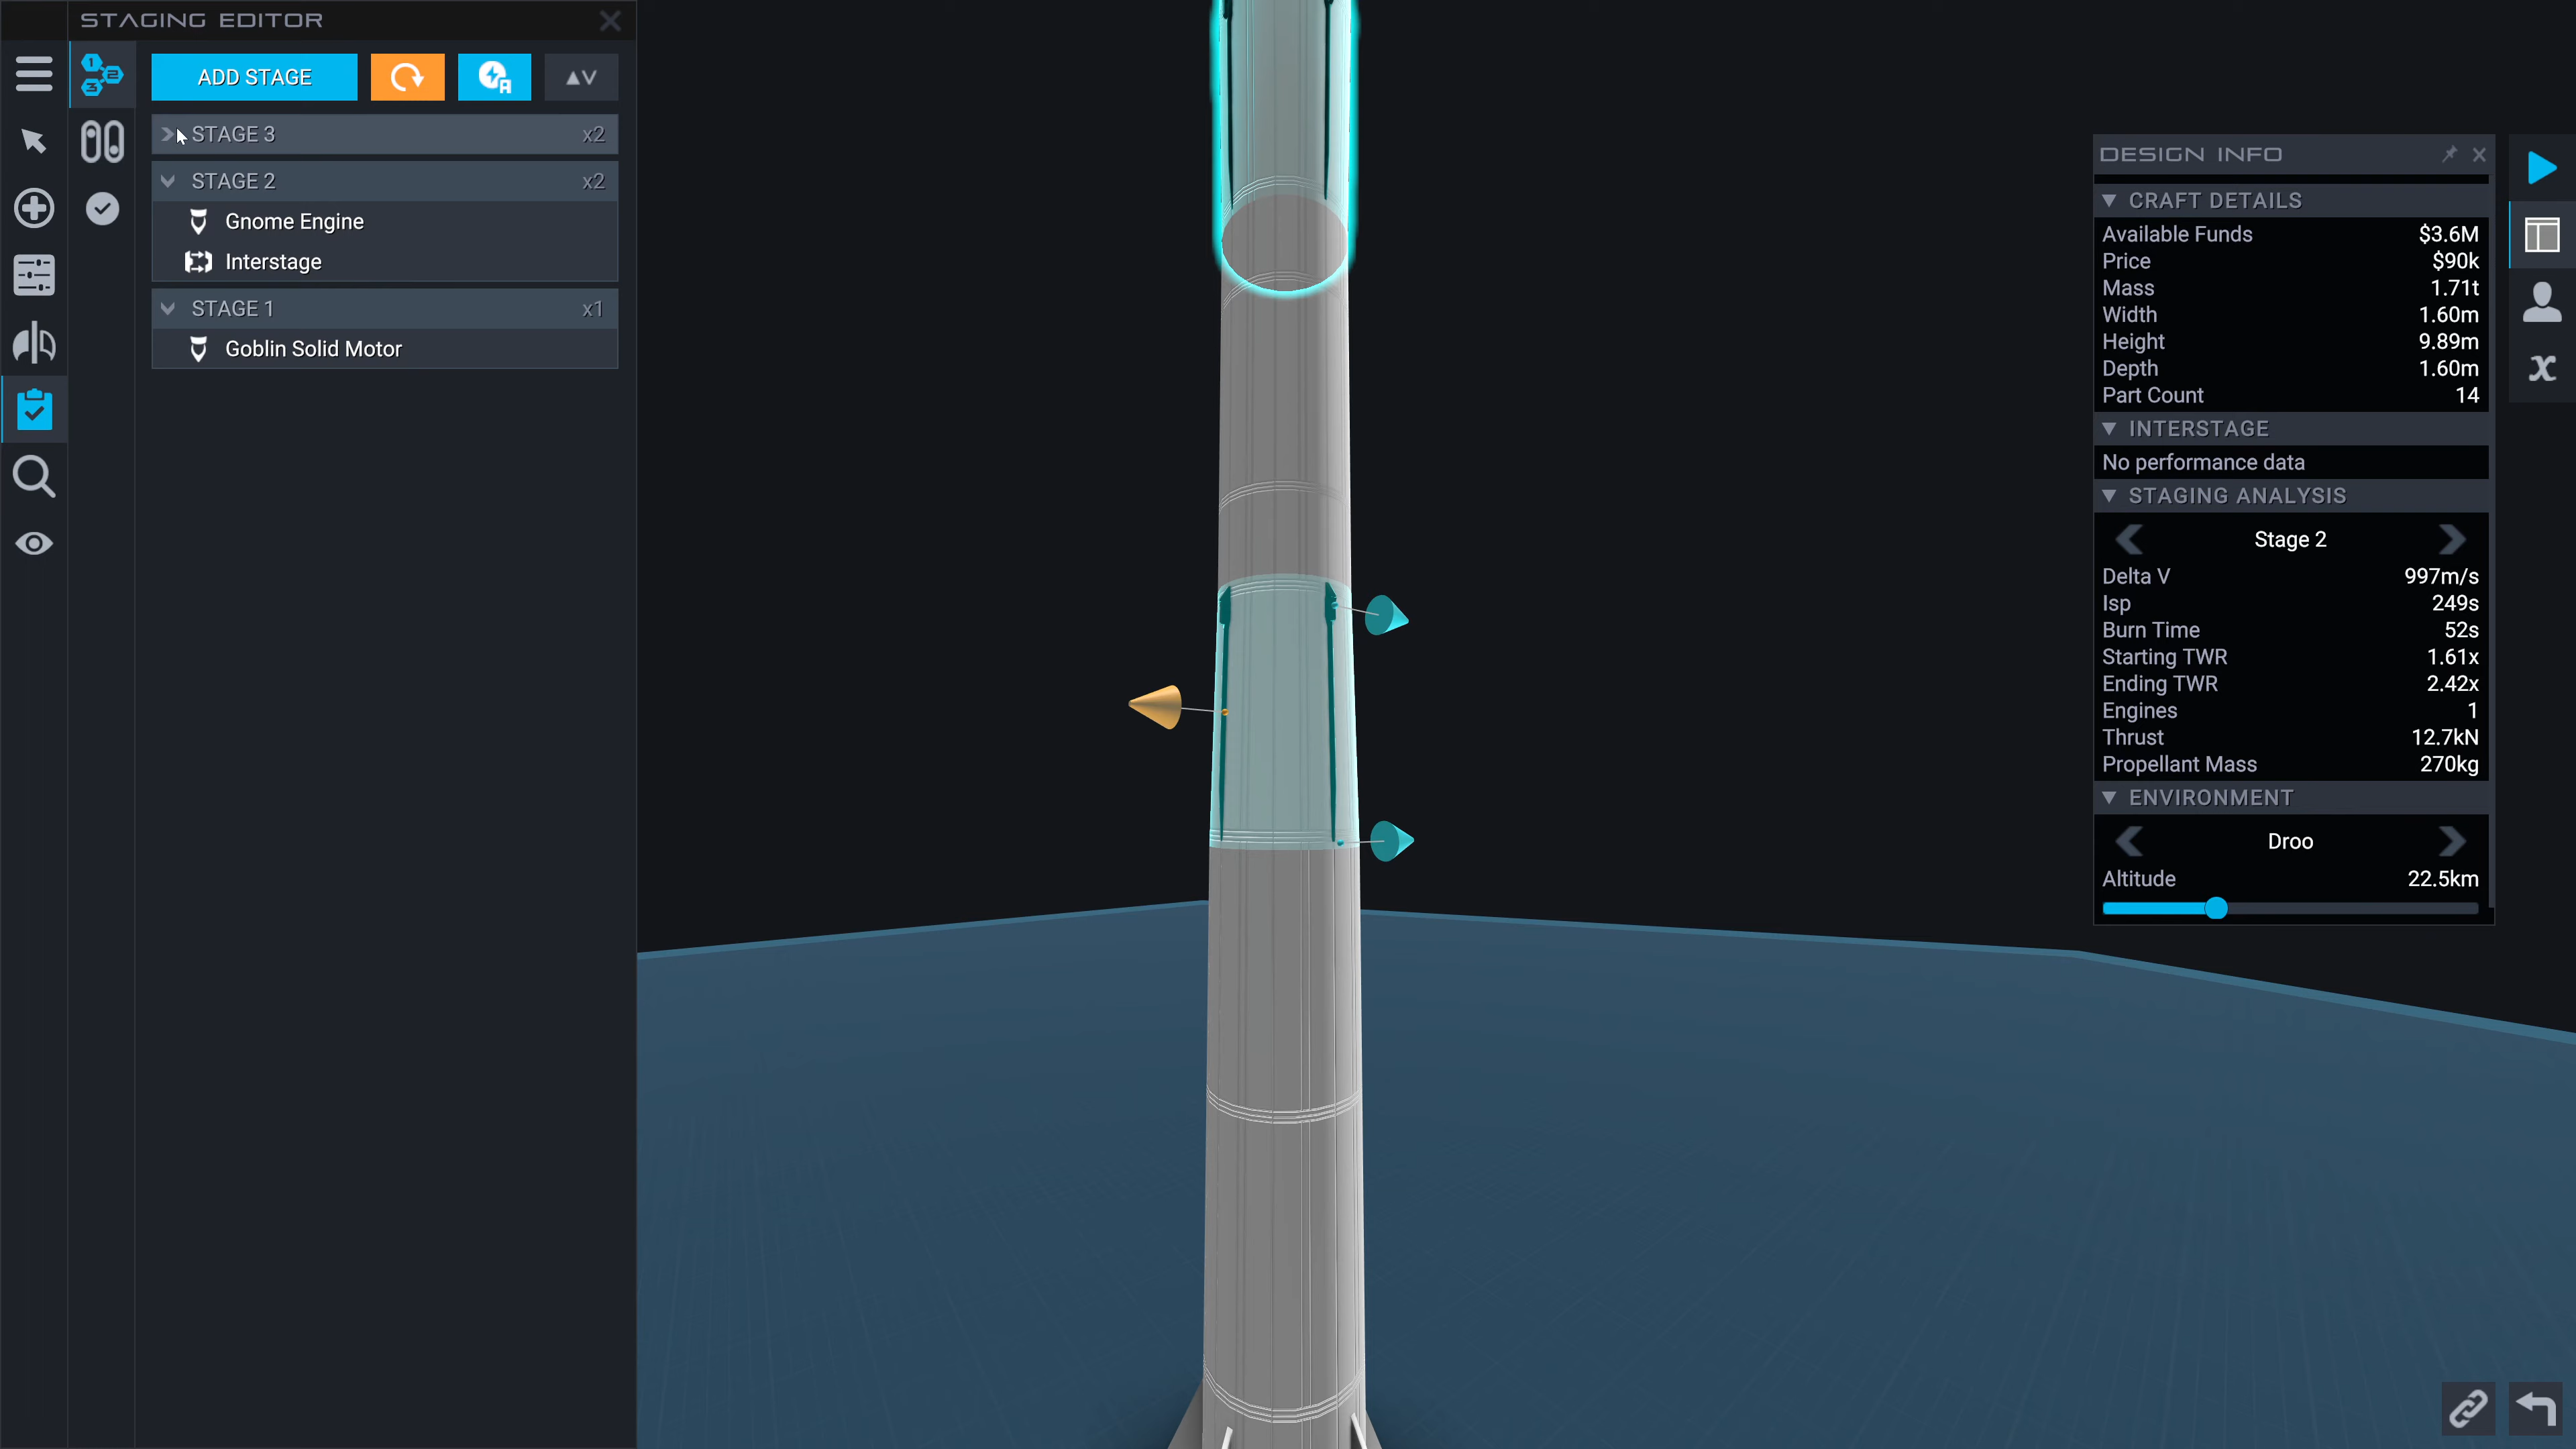 STAGING EDITOR
ADD STAGE
STAGE 3 x2
STAGE 2 x2
Gnome Engine
Interstage
STAGE 1 x1
Goblin Solid Motor
DESIGN INFO
CRAFT DETAILS
Available Funds $3.6M
Price $90k
Mass 1.71t
Width 1.60m
Height 9.89m
Depth 1.60m
Part Count 14
INTERSTAGE
No performance data
STAGING ANALYSIS
Stage 2
Delta V 997m/s
Isp 249s
Burn Time 52s
Starting TWR 1.61x
Ending TWR 2.42x
Engines 1
Thrust 12.7kN
Propellant Mass 270kg
ENVIRONMENT
Droo
Altitude 22.5km